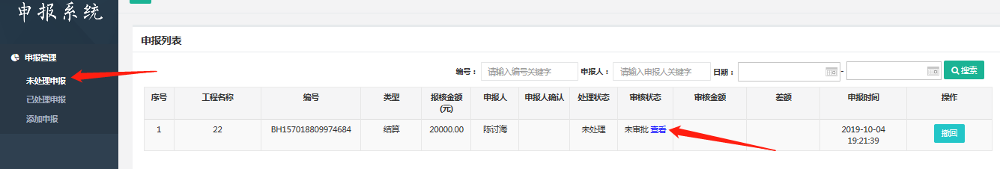 申报系统
申报管理
未处理申报
已处理申报
添加申报
申报列表
编号： 请输入编号关键字 申报人： 请输入申报人关键字 日期： - 搜索
序号 工程名称 编号 类型 报核金额(元) 申报人 申报人确认 处理状态 审核状态 审核金额 差额 申报时间 操作
1 22 BH157018809974684 结算 20000.00 陈讨海 未处理 未审批 查看 2019-10-04 19:21:39 撤回